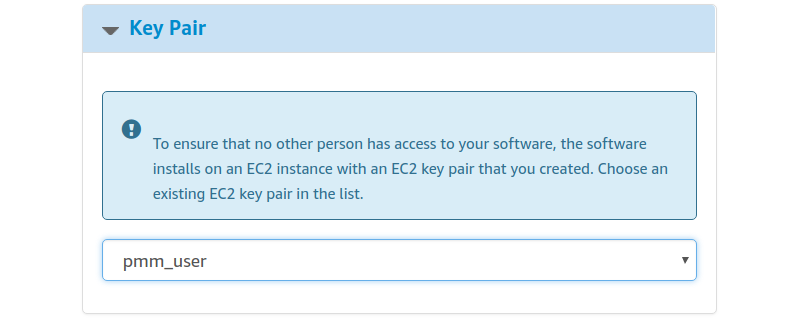 Key Pair
To ensure that no other person has access to your software, the software
installs on an EC2 instance with an EC2 key pair that you created. Choose an
existing EC2 key pair in the list.
pmm_user